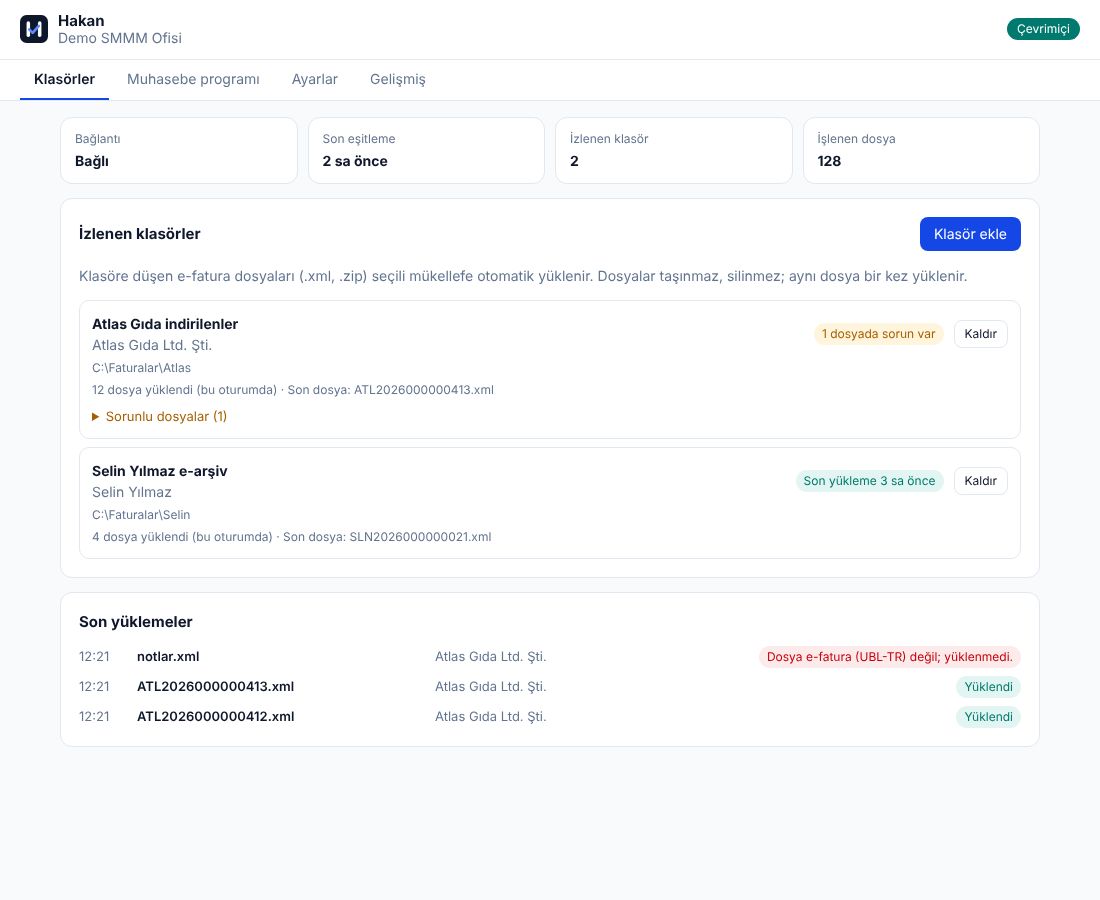 Hakan
Demo SMMM Ofisi
Çevrimiçi
Klasörler
Muhasebe programı
Ayarlar
Gelişmiş
Bağlantı
Bağlı
Son eşitleme
2 sa önce
İzlenen klasör
2
İşlenen dosya
128
İzlenen klasörler
Klasör ekle
Klasöre düşen e-fatura dosyaları (.xml, .zip) seçili mükellefe otomatik yüklenir. Dosyalar taşınmaz, silinmez; aynı dosya bir kez yüklenir.
Atlas Gıda indirilenler
Atlas Gıda Ltd. Şti.
C:\Faturalar\Atlas
12 dosya yüklendi (bu oturumda) · Son dosya: ATL2026000000413.xml
1 dosyada sorun var
Kaldır
Sorunlu dosyalar (1)
Selin Yılmaz e-arşiv
Selin Yılmaz
C:\Faturalar\Selin
4 dosya yüklendi (bu oturumda) · Son dosya: SLN2026000000021.xml
Son yükleme 3 sa önce
Kaldır
Son yüklemeler
12:21 notlar.xml Atlas Gıda Ltd. Şti. Dosya e-fatura (UBL-TR) değil; yüklenmedi.
12:21 ATL2026000000413.xml Atlas Gıda Ltd. Şti. Yüklendi
12:21 ATL2026000000412.xml Atlas Gıda Ltd. Şti. Yüklendi